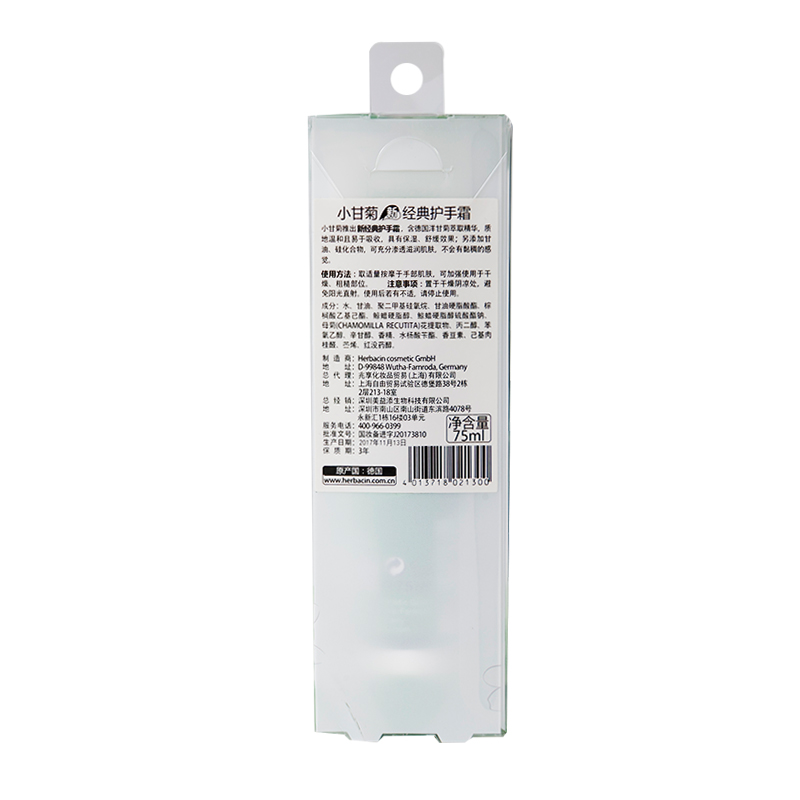 小甘菊 新 经典护手霜
小甘菊推出新经典护手霜，含德国洋甘菊萃取精华，质
地温和且易于吸收，具有保湿、舒缓效果；另添加甘
油、硅化合物，可充分渗透滋润肌肤，不会有黏稠的感
觉。
使用方法：取适量按摩于手部肌肤，可加强使用于干
燥、粗糙部位。 注意事项：置于干燥阴凉处，避
免阳光直射。使用后若有不适，请停止使用。
成分：水、甘油、聚二甲基硅氧烷、甘油硬脂酸酯、棕
榈酸乙基己酯、鲸蜡硬脂醇、鲸蜡硬脂醇硫酸酯钠、
母菊(CHAMOMILLA RECUTITA)花提取物、丙二醇、苯
氧乙醇、辛甘醇、香精、水杨酸苄酯、香豆素、己基肉
桂醛、苎烯、红没药醇。
制 造 商：Herbacin cosmetic GmbH
地 址：D-99848 Wutha-Farnroda, Germany
总 代 理：兆享化妆品贸易(上海)有限公司
地 址：上海自由贸易试验区德堡路38号2栋
2层213-18室
总 经 销：深圳美益添生物科技有限公司
地 址：深圳市南山区南山街道东滨路4078号
永新汇1栋16楼03单元
服务电话：400-966-0399
批准文号：国妆备进字J20173810
生产日期：2017年11月13日
保 质 期：3年
净含量
75ml
原产国：德国
www.herbacin.com.cn
4 013718 021300